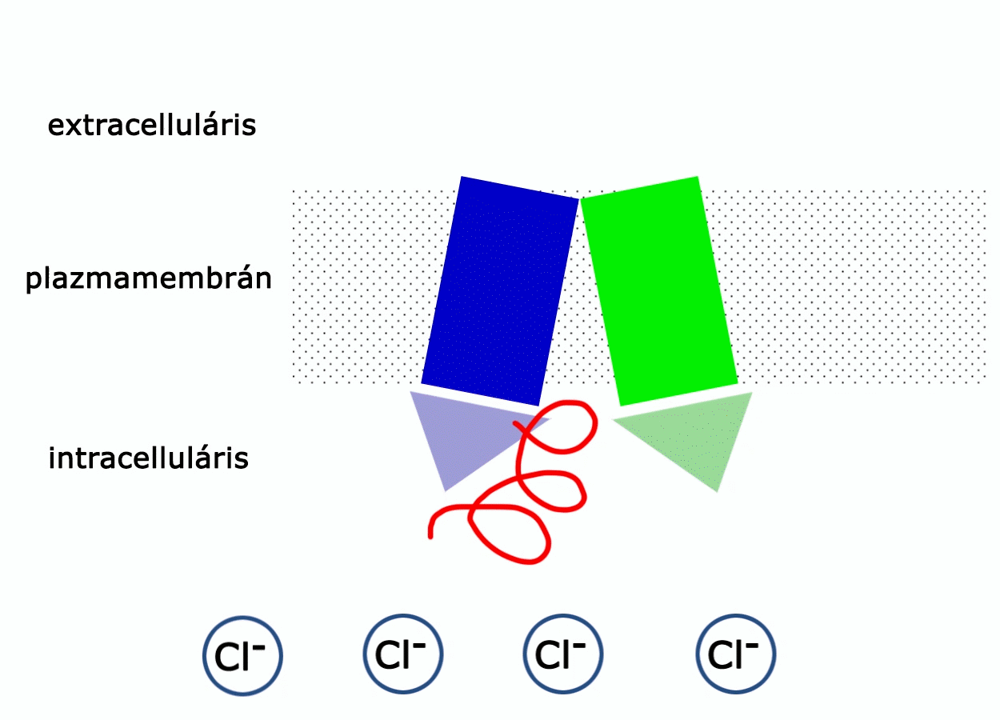 extracelluláris
plazmamembrán
intracelluláris
Cl⁻ Cl⁻ Cl⁻ Cl⁻